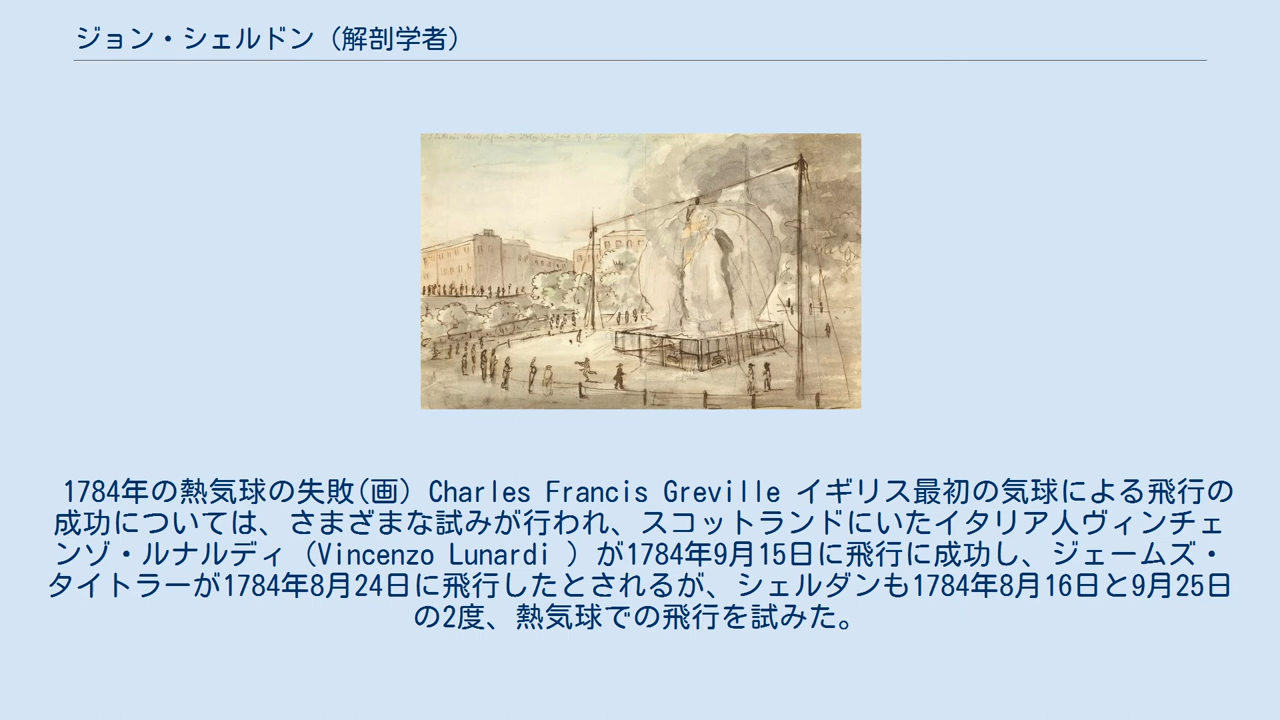 ジョン・シェルドン（解剖学者）
1784年の熱気球の失敗(画) Charles Francis Greville イギリス最初の気球による飛行の
成功については、さまざまな試みが行われ、スコットランドにいたイタリア人ヴィンチェ
ンゾ・ルナルディ（Vincenzo Lunardi ）が1784年9月15日に飛行に成功し、ジェームズ・
タイトラーが1784年8月24日に飛行したとされるが、シェルダンも1784年8月16日と9月25日
の2度、熱気球での飛行を試みた。